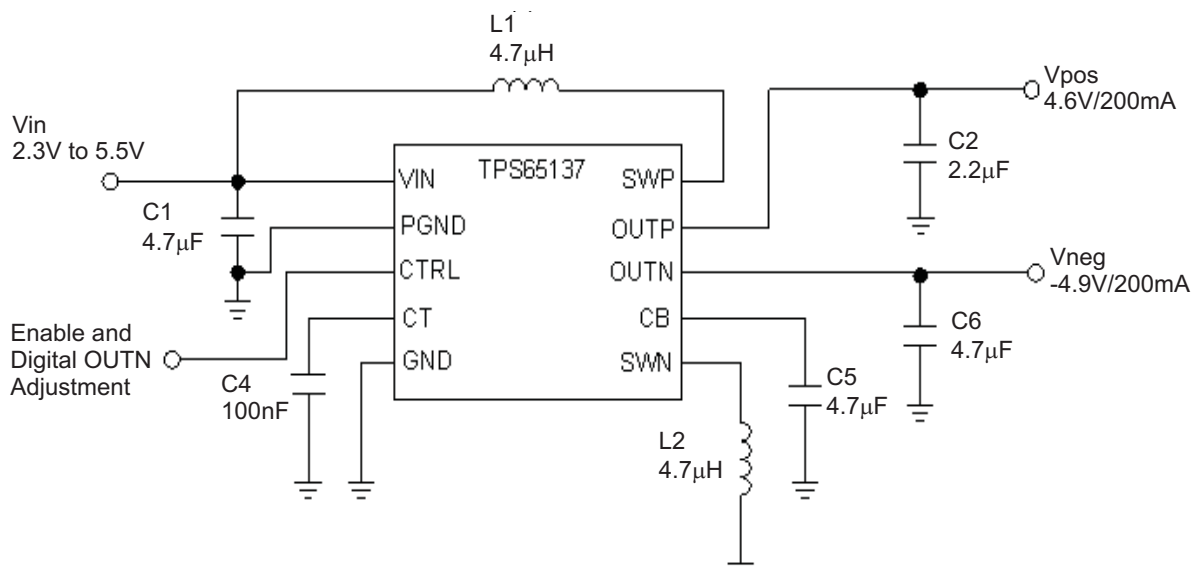 L1
4.7μH
Vpos
4.6V/200mA
Vin
2.3V to 5.5V
TPS65137
VIN
SWP
C2
2.2μF
C1
4.7μF
PGND
OUTP
CTRL
OUTN
Vneg
-4.9V/200mA
CT
CB
C6
4.7μF
Enable and
Digital OUTN
Adjustment
GND
SWN
C4
100nF
C5
4.7μF
L2
4.7μH